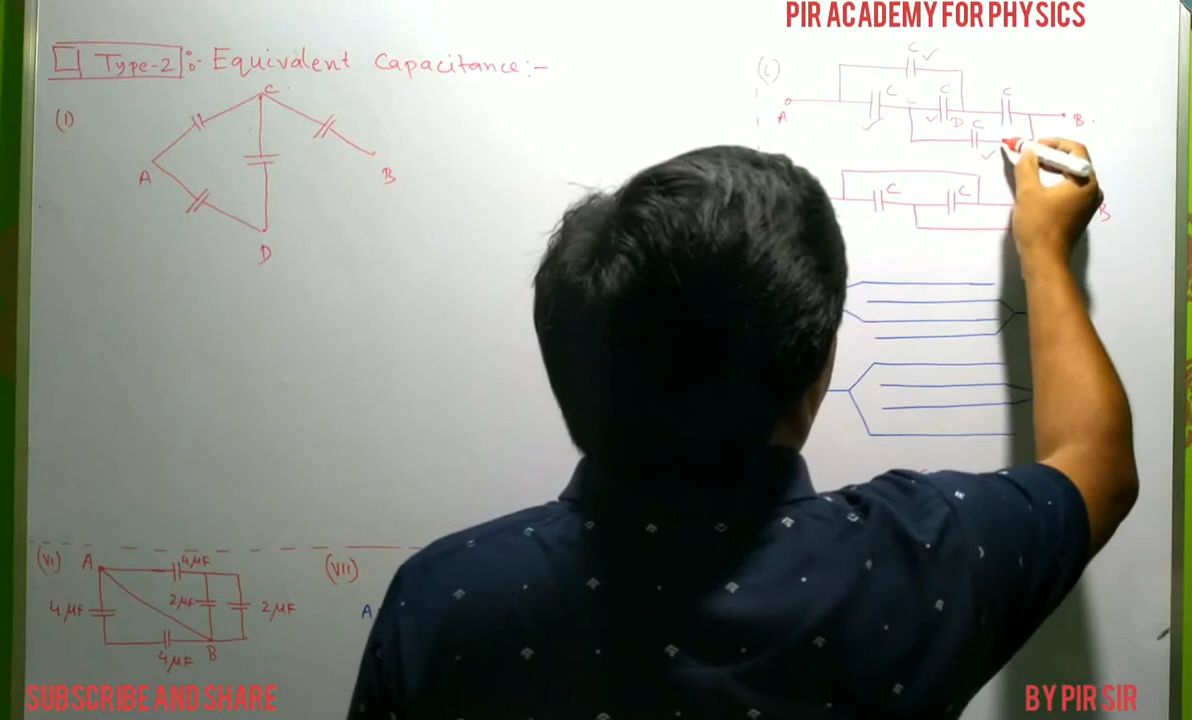 PIR ACADEMY FOR PHYSICS
Type-2 :- Equivalent Capacitance:-
(1)
C
A
B
D
(L)
C
C C C
A C D B
C
C C
B
(VI) A 4μF
4μF 2μF 2μF
4μF B
(VII)
A
SUBSCRIBE AND SHARE
BY PIR SIR